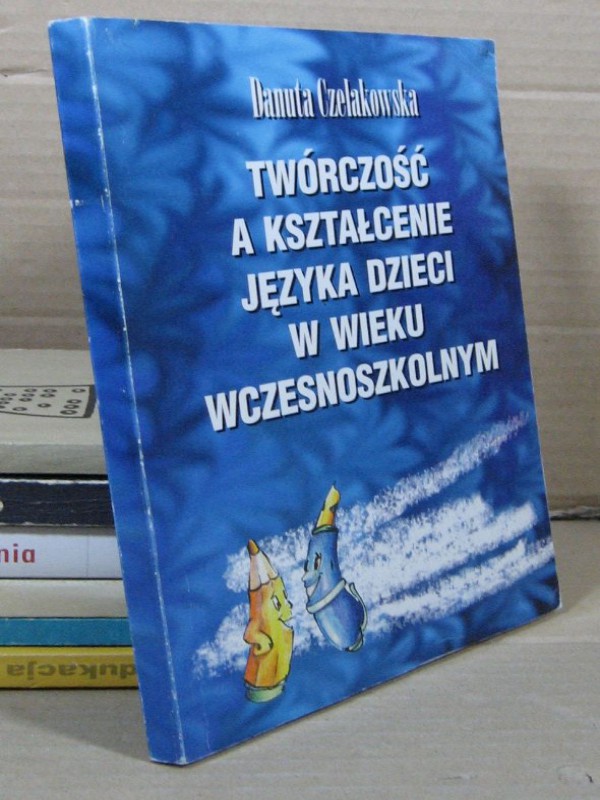 Danuta Czelakowska
TWÓRCZOŚĆ
A KSZTAŁCENIE
JĘZYKA DZIECI
W WIEKU
WCZESNOSZKOLNYM
nia
dukacja